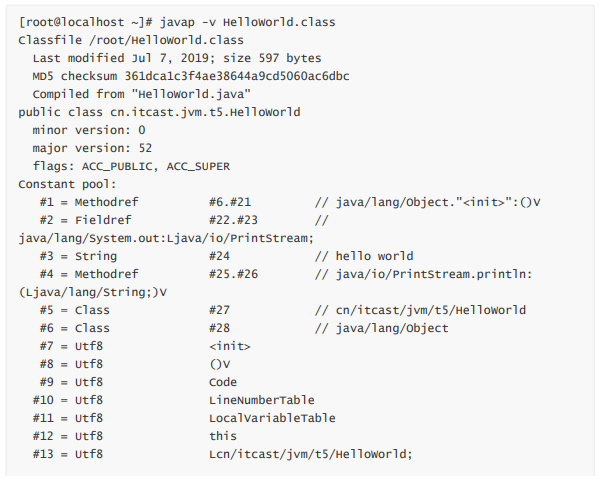 [root@localhost ~]# javap -v HelloWorld.class
Classfile /root/HelloWorld.class
  Last modified Jul 7, 2019; size 597 bytes
  MD5 checksum 361dca1c3f4ae38644a9cd5060ac6dbc
  Compiled from "HelloWorld.java"
public class cn.itcast.jvm.t5.HelloWorld
  minor version: 0
  major version: 52
  flags: ACC_PUBLIC, ACC_SUPER
Constant pool:
   #1 = Methodref          #6.#21         // java/lang/Object."<init>":()V
   #2 = Fieldref           #22.#23        //
java/lang/System.out:Ljava/io/PrintStream;
   #3 = String             #24            // hello world
   #4 = Methodref          #25.#26        // java/io/PrintStream.println:
(Ljava/lang/String;)V
   #5 = Class              #27            // cn/itcast/jvm/t5/HelloWorld
   #6 = Class              #28            // java/lang/Object
   #7 = Utf8               <init>
   #8 = Utf8               ()V
   #9 = Utf8               Code
  #10 = Utf8               LineNumberTable
  #11 = Utf8               LocalVariableTable
  #12 = Utf8               this
  #13 = Utf8               Lcn/itcast/jvm/t5/HelloWorld;